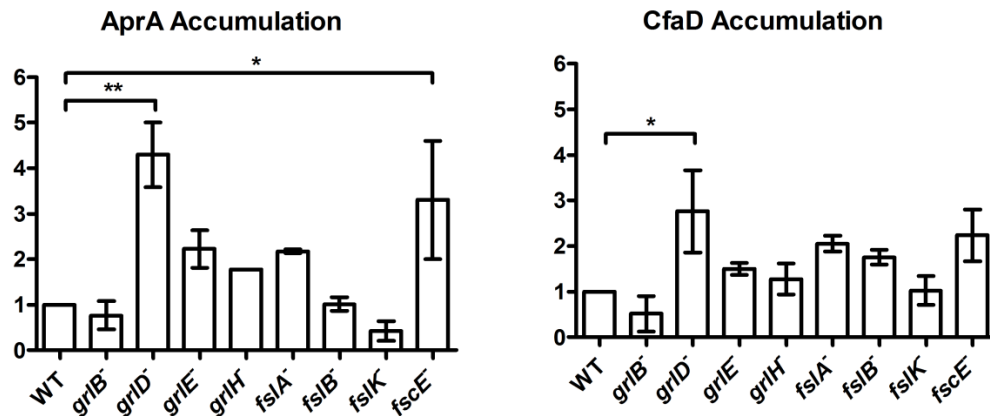 AprA Accumulation
*
**
6
5
4
3
2
1
0
WT
grlB⁻
grlD⁻
grlE⁻
grlH⁻
fslA⁻
fslB⁻
fslK⁻
fscE⁻
CfaD Accumulation
*
6
5
4
3
2
1
0
WT
grlB⁻
grlD⁻
grlE⁻
grlH⁻
fslA⁻
fslB⁻
fslK⁻
fscE⁻